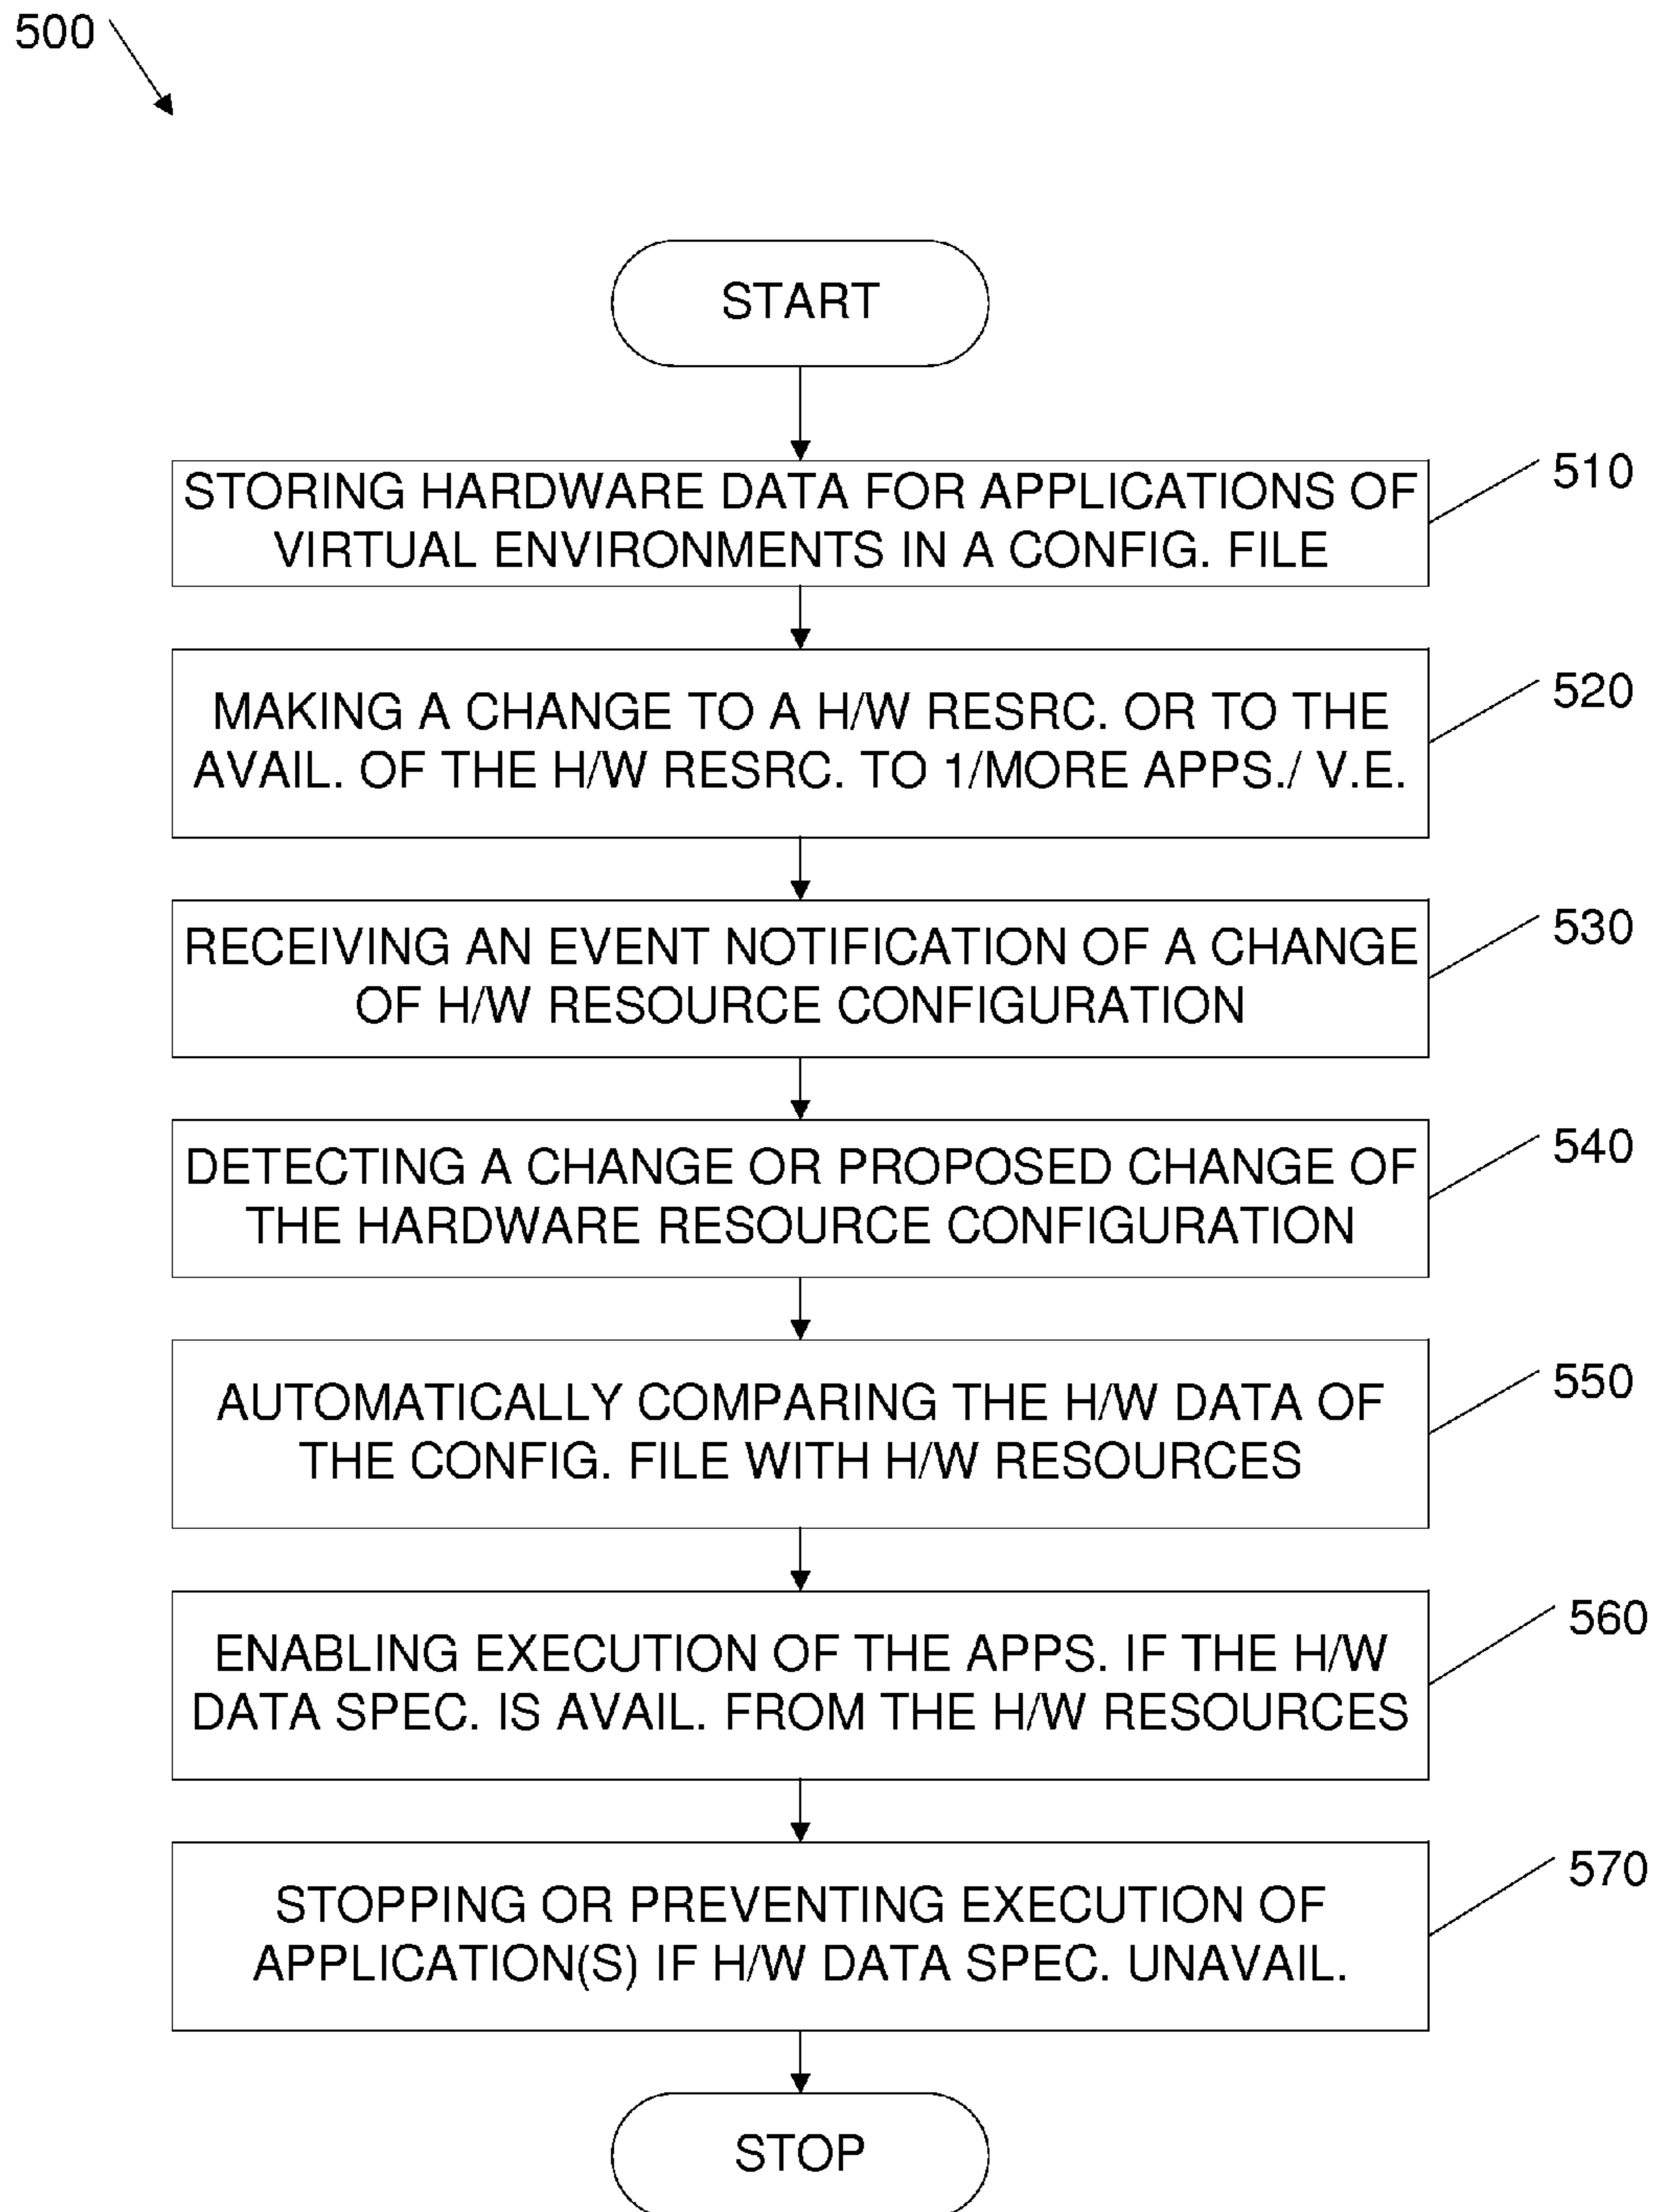 500
START
STORING HARDWARE DATA FOR APPLICATIONS OF
VIRTUAL ENVIRONMENTS IN A CONFIG. FILE
510
MAKING A CHANGE TO A H/W RESRC. OR TO THE
AVAIL. OF THE H/W RESRC. TO 1/MORE APPS./ V.E.
520
RECEIVING AN EVENT NOTIFICATION OF A CHANGE
OF H/W RESOURCE CONFIGURATION
530
DETECTING A CHANGE OR PROPOSED CHANGE OF
THE HARDWARE RESOURCE CONFIGURATION
540
AUTOMATICALLY COMPARING THE H/W DATA OF
THE CONFIG. FILE WITH H/W RESOURCES
550
ENABLING EXECUTION OF THE APPS. IF THE H/W
DATA SPEC. IS AVAIL. FROM THE H/W RESOURCES
560
STOPPING OR PREVENTING EXECUTION OF
APPLICATION(S) IF H/W DATA SPEC. UNAVAIL.
570
STOP